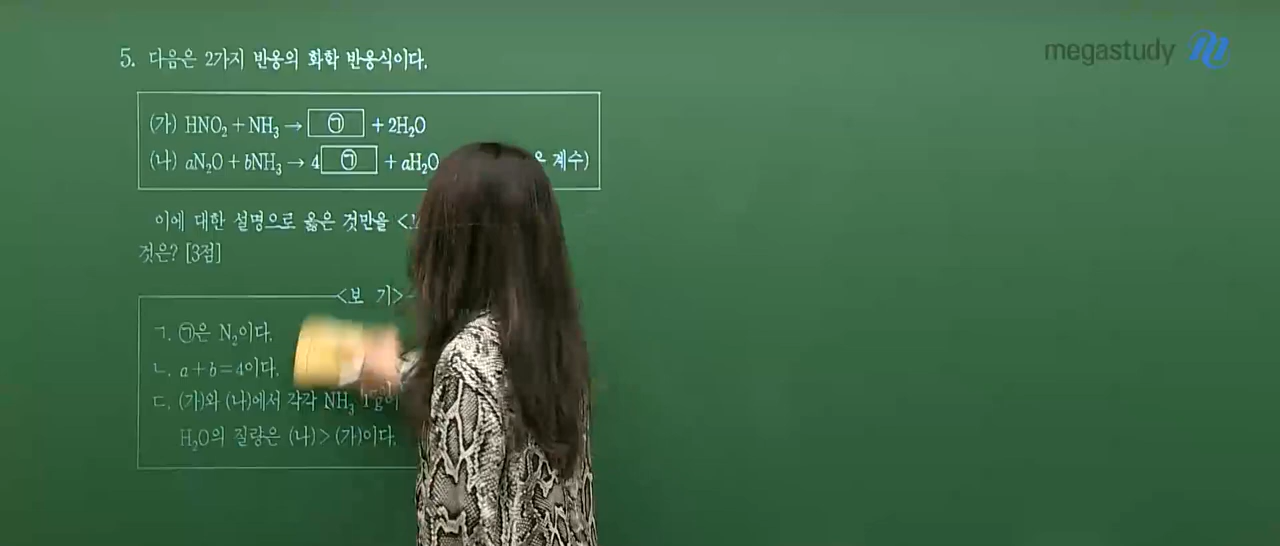 megastudy
5. 다음은 2가지 반응의 화학 반응식이다.
(가) HNO₂ + NH₃ → ㉠ + 2H₂O
(나) aN₂O + bNH₃ → 4 ㉠ + aH₂O 계수)
이에 대한 설명으로 옳은 것만을
것은? [3점]
<보 기>
ㄱ. ㉠은 N₂이다.
ㄴ. a + b = 4이다.
ㄷ. (가)와 (나)에서 각각 NH₃ 1g이
H₂O의 질량은 (나) > (가)이다.